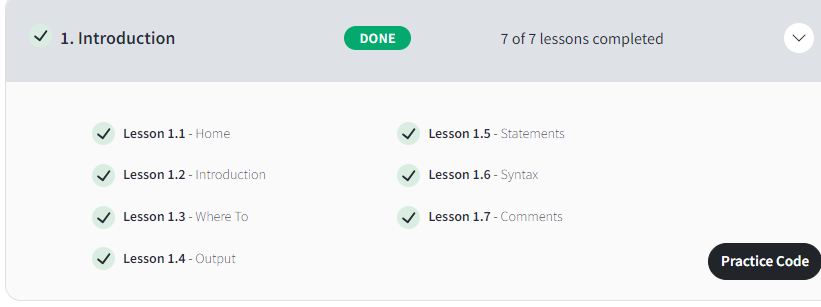 1. Introduction DONE 7 of 7 lessons completed
Lesson 1.1 - Home
Lesson 1.2 - Introduction
Lesson 1.3 - Where To
Lesson 1.4 - Output
Lesson 1.5 - Statements
Lesson 1.6 - Syntax
Lesson 1.7 - Comments
Practice Code